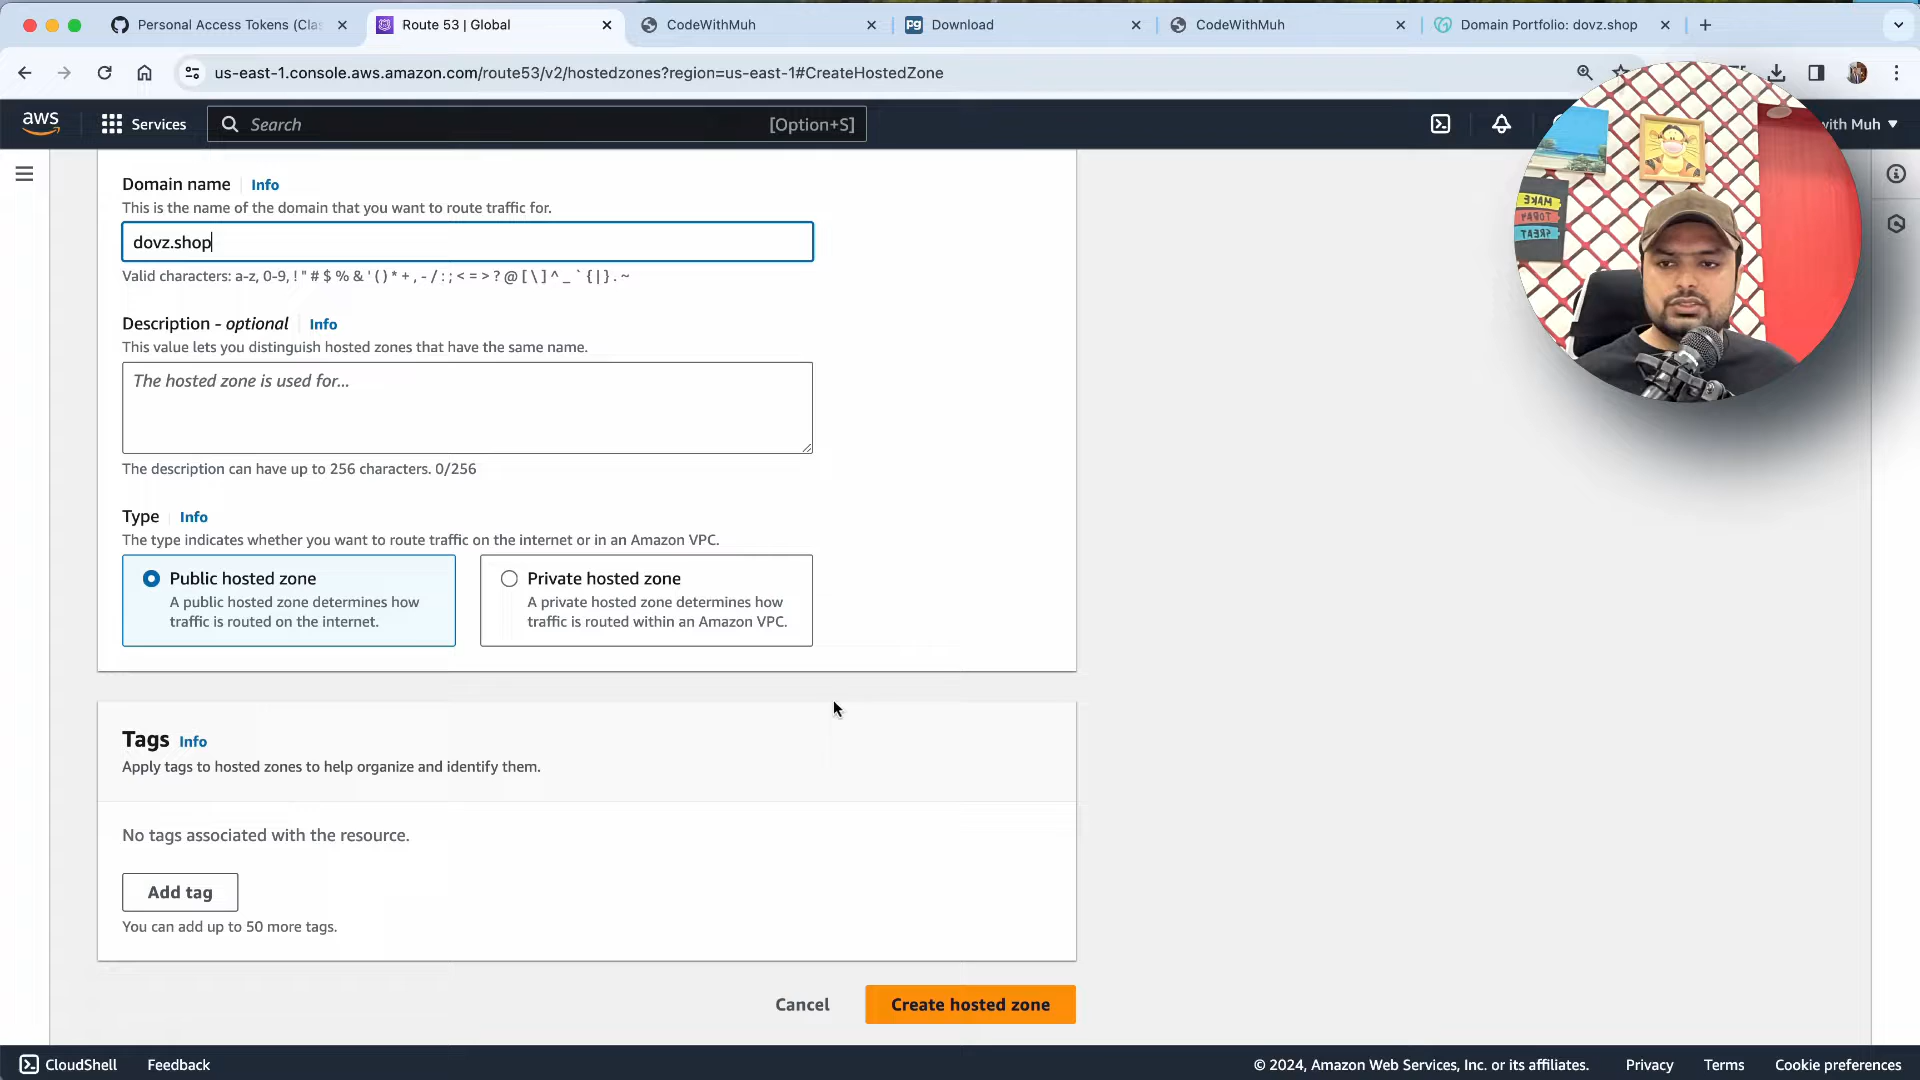 Personal Access Tokens (Clas
Route 53 | Global
CodeWithMuh
pg Download
CodeWithMuh
Domain Portfolio: dovz.shop
us-east-1.console.aws.amazon.com/route53/v2/hostedzones?region=us-east-1#CreateHostedZone
aws
Services
Search
[Option+S]
with Muh
MAKE
TODAY
GREAT
Domain name
Info
This is the name of the domain that you want to route traffic for.
dovz.shop
Valid characters: a-z, 0-9, ! " # $ % & ' ( ) * + , - / : ; < = > ? @ [ \ ] ^ _ ` { | } . ~
Description - optional
Info
This value lets you distinguish hosted zones that have the same name.
The hosted zone is used for...
The description can have up to 256 characters. 0/256
Type
Info
The type indicates whether you want to route traffic on the internet or in an Amazon VPC.
Public hosted zone
A public hosted zone determines how
traffic is routed on the internet.
Private hosted zone
A private hosted zone determines how
traffic is routed within an Amazon VPC.
Tags
Info
Apply tags to hosted zones to help organize and identify them.
No tags associated with the resource.
Add tag
You can add up to 50 more tags.
Cancel
Create hosted zone
CloudShell
Feedback
© 2024, Amazon Web Services, Inc. or its affiliates.
Privacy
Terms
Cookie preferences